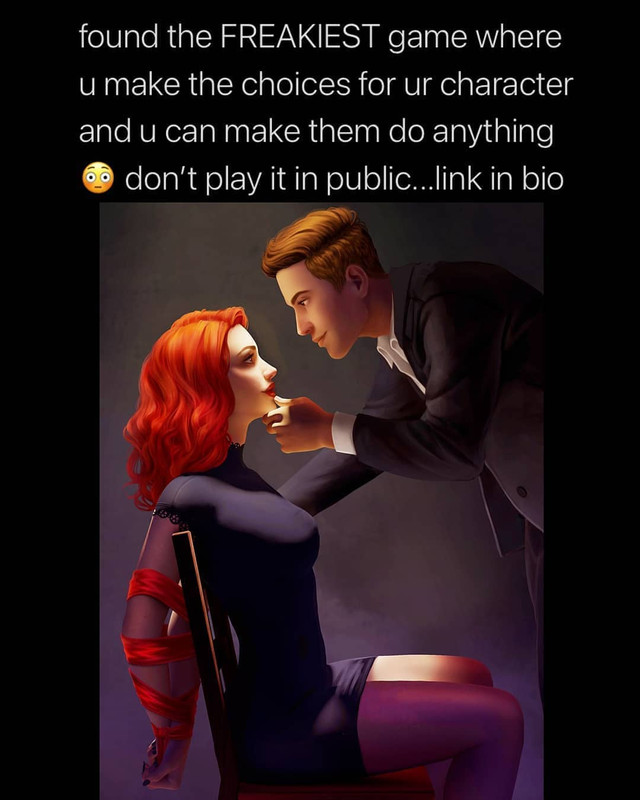 found the FREAKIEST game where
u make the choices for ur character
and u can make them do anything
😳 don’t play it in public...link in bio